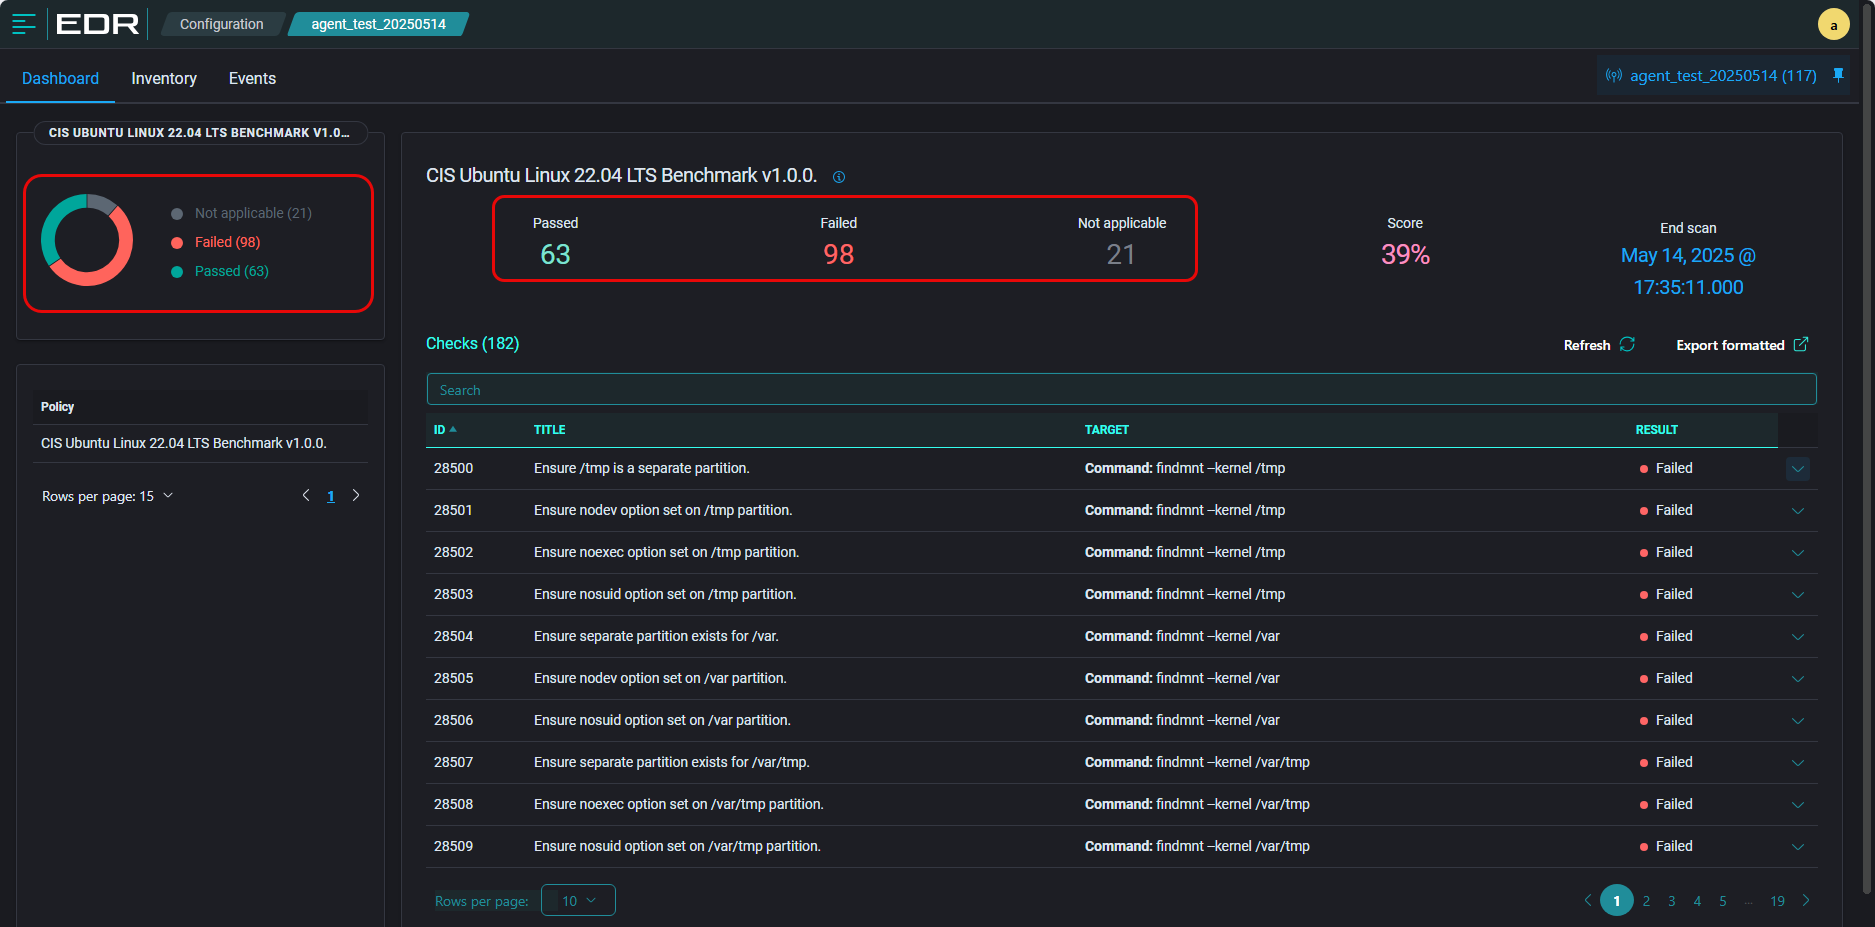 EDR
Configuration
agent_test_20250514
a
Dashboard
Inventory
Events
agent_test_20250514 (117)
CIS UBUNTU LINUX 22.04 LTS BENCHMARK V1.0...
Not applicable (21)
Failed (98)
Passed (63)
Policy
CIS Ubuntu Linux 22.04 LTS Benchmark v1.0.0.
Rows per page: 15
1
CIS Ubuntu Linux 22.04 LTS Benchmark v1.0.0.
Passed
63
Failed
98
Not applicable
21
Score
39%
End scan
May 14, 2025 @
17:35:11.000
Checks (182)
Refresh
Export formatted
Search
ID TITLE TARGET RESULT
28500 Ensure /tmp is a separate partition. Command: findmnt --kernel /tmp Failed
28501 Ensure nodev option set on /tmp partition. Command: findmnt --kernel /tmp Failed
28502 Ensure noexec option set on /tmp partition. Command: findmnt --kernel /tmp Failed
28503 Ensure nosuid option set on /tmp partition. Command: findmnt --kernel /tmp Failed
28504 Ensure separate partition exists for /var. Command: findmnt --kernel /var Failed
28505 Ensure nodev option set on /var partition. Command: findmnt --kernel /var Failed
28506 Ensure nosuid option set on /var partition. Command: findmnt --kernel /var Failed
28507 Ensure separate partition exists for /var/tmp. Command: findmnt --kernel /var/tmp Failed
28508 Ensure noexec option set on /var/tmp partition. Command: findmnt --kernel /var/tmp Failed
28509 Ensure nosuid option set on /var/tmp partition. Command: findmnt --kernel /var/tmp Failed
Rows per page: 10
1 2 3 4 5 ... 19